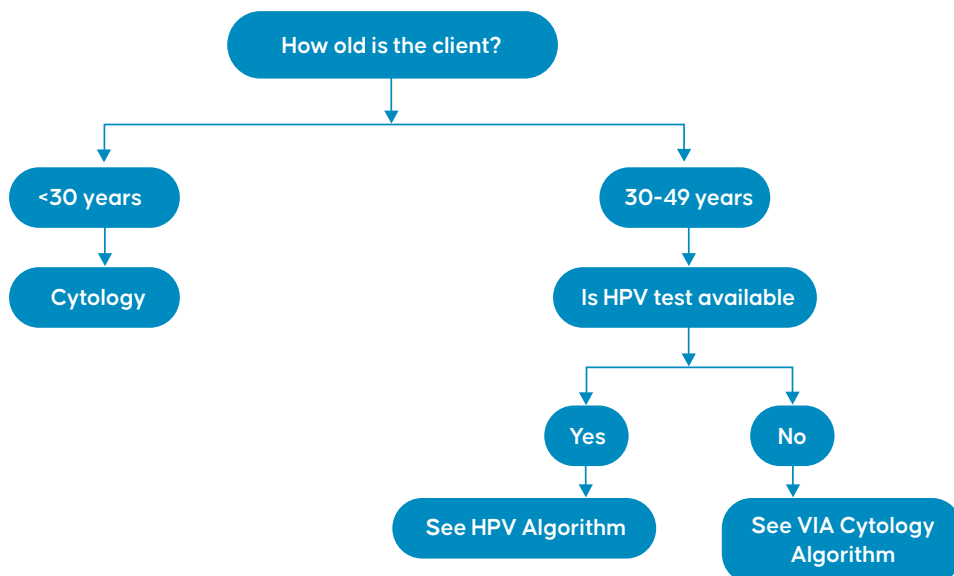 How old is the client?
<30 years
30-49 years
Cytology
Is HPV test available
Yes
No
See HPV Algorithm
See VIA Cytology
Algorithm